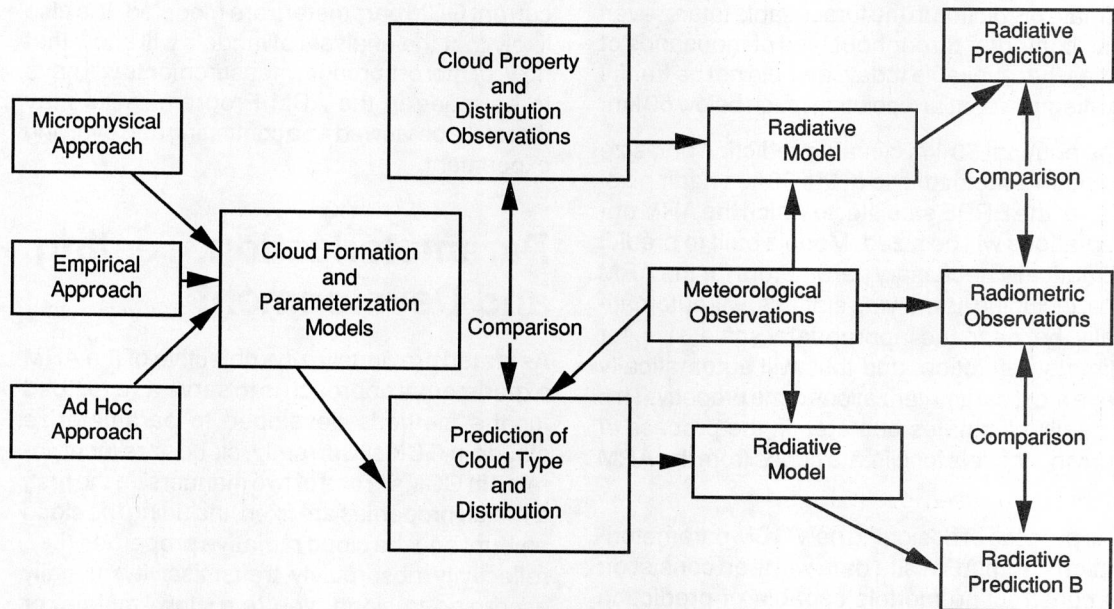 Microphysical
Approach
Empirical
Approach
Ad Hoc
Approach
Cloud Formation
and
Parameterization
Models
Cloud Property
and
Distribution
Observations
Comparison
Prediction of
Cloud Type
and
Distribution
Radiative
Model
Meteorological
Observations
Radiative
Model
Radiative
Prediction A
Comparison
Radiometric
Observations
Comparison
Radiative
Prediction B